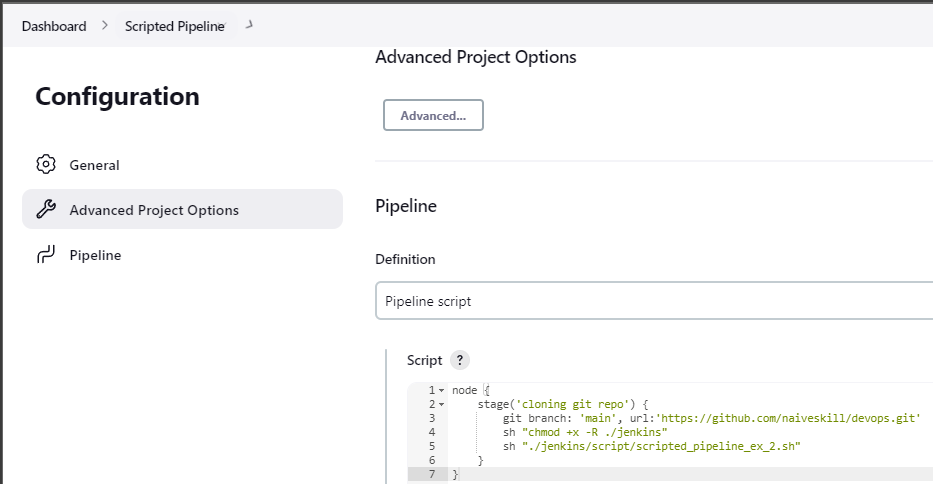 Dashboard > Scripted Pipeline >
Configuration
General
Advanced Project Options
Pipeline
Advanced Project Options
Advanced...
Pipeline
Definition
Pipeline script
Script ?
1 node {
2 stage('cloning git repo') {
3 git branch: 'main', url:'https://github.com/naiveskill/devops.git'
4 sh "chmod +x -R ./jenkins"
5 sh "./jenkins/script/scripted_pipeline_ex_2.sh"
6 }
7 }